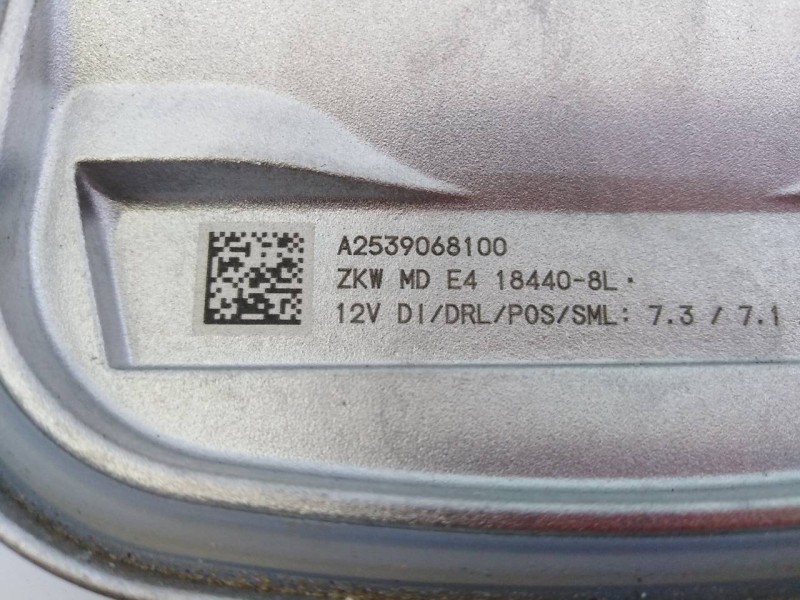 A2539068100
ZKW MD E4 18440-8L·
12V DI/DRL/POS/SML: 7.3 / 7.1